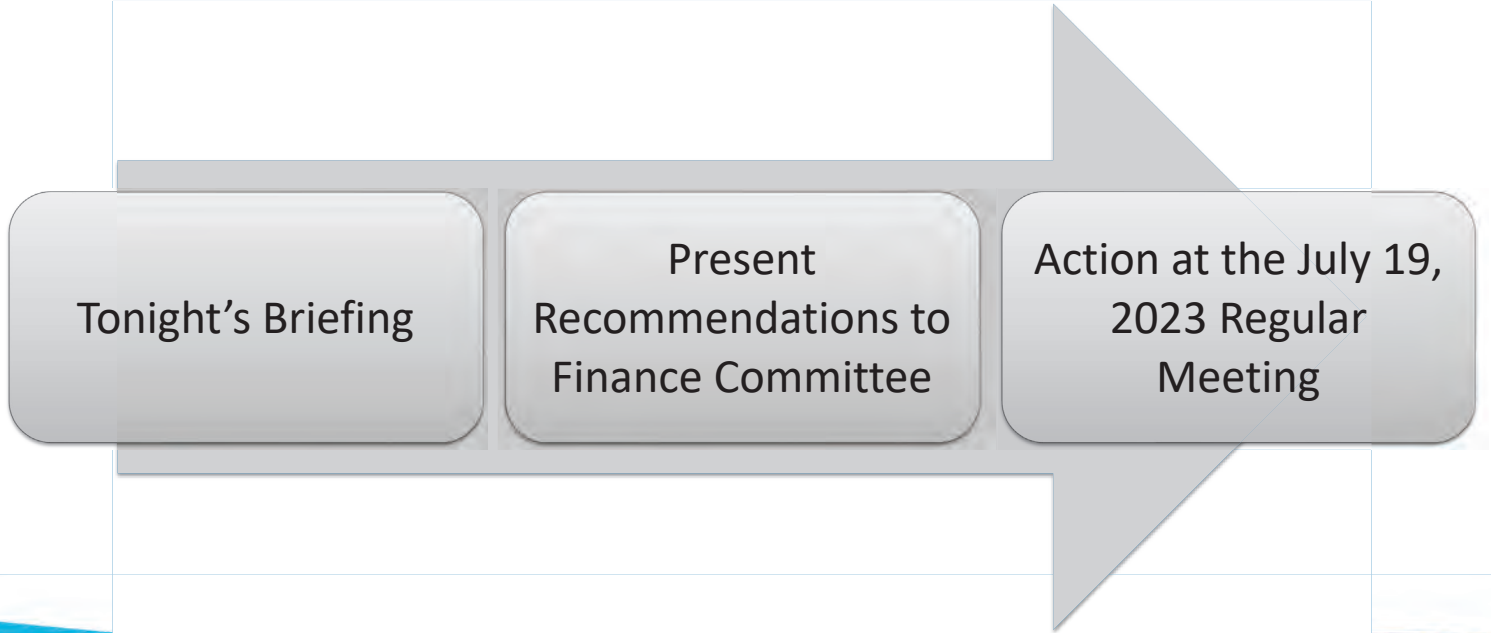 Tonight’s Briefing
Present
Recommendations to
Finance Committee
Action at the July 19,
2023 Regular
Meeting